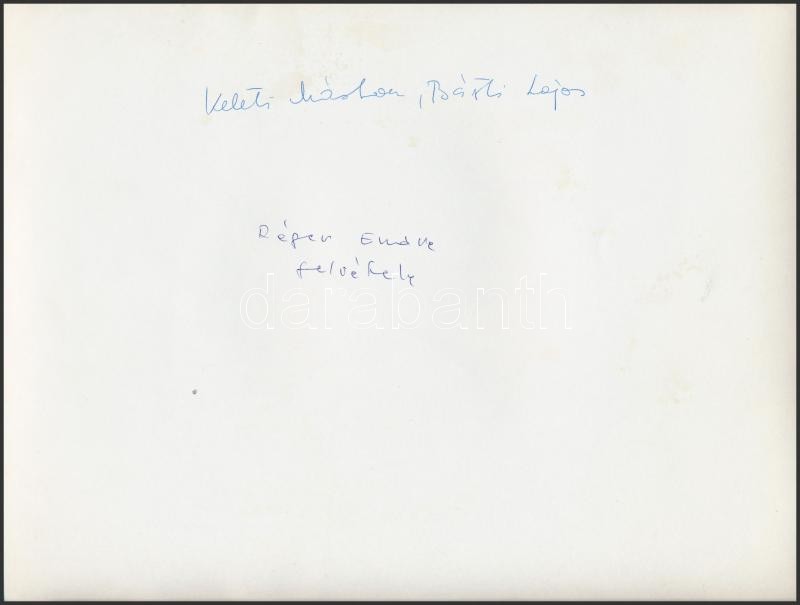 Keleti Márton, Básti Lajos
Réger Endre
felvétele
darabanth